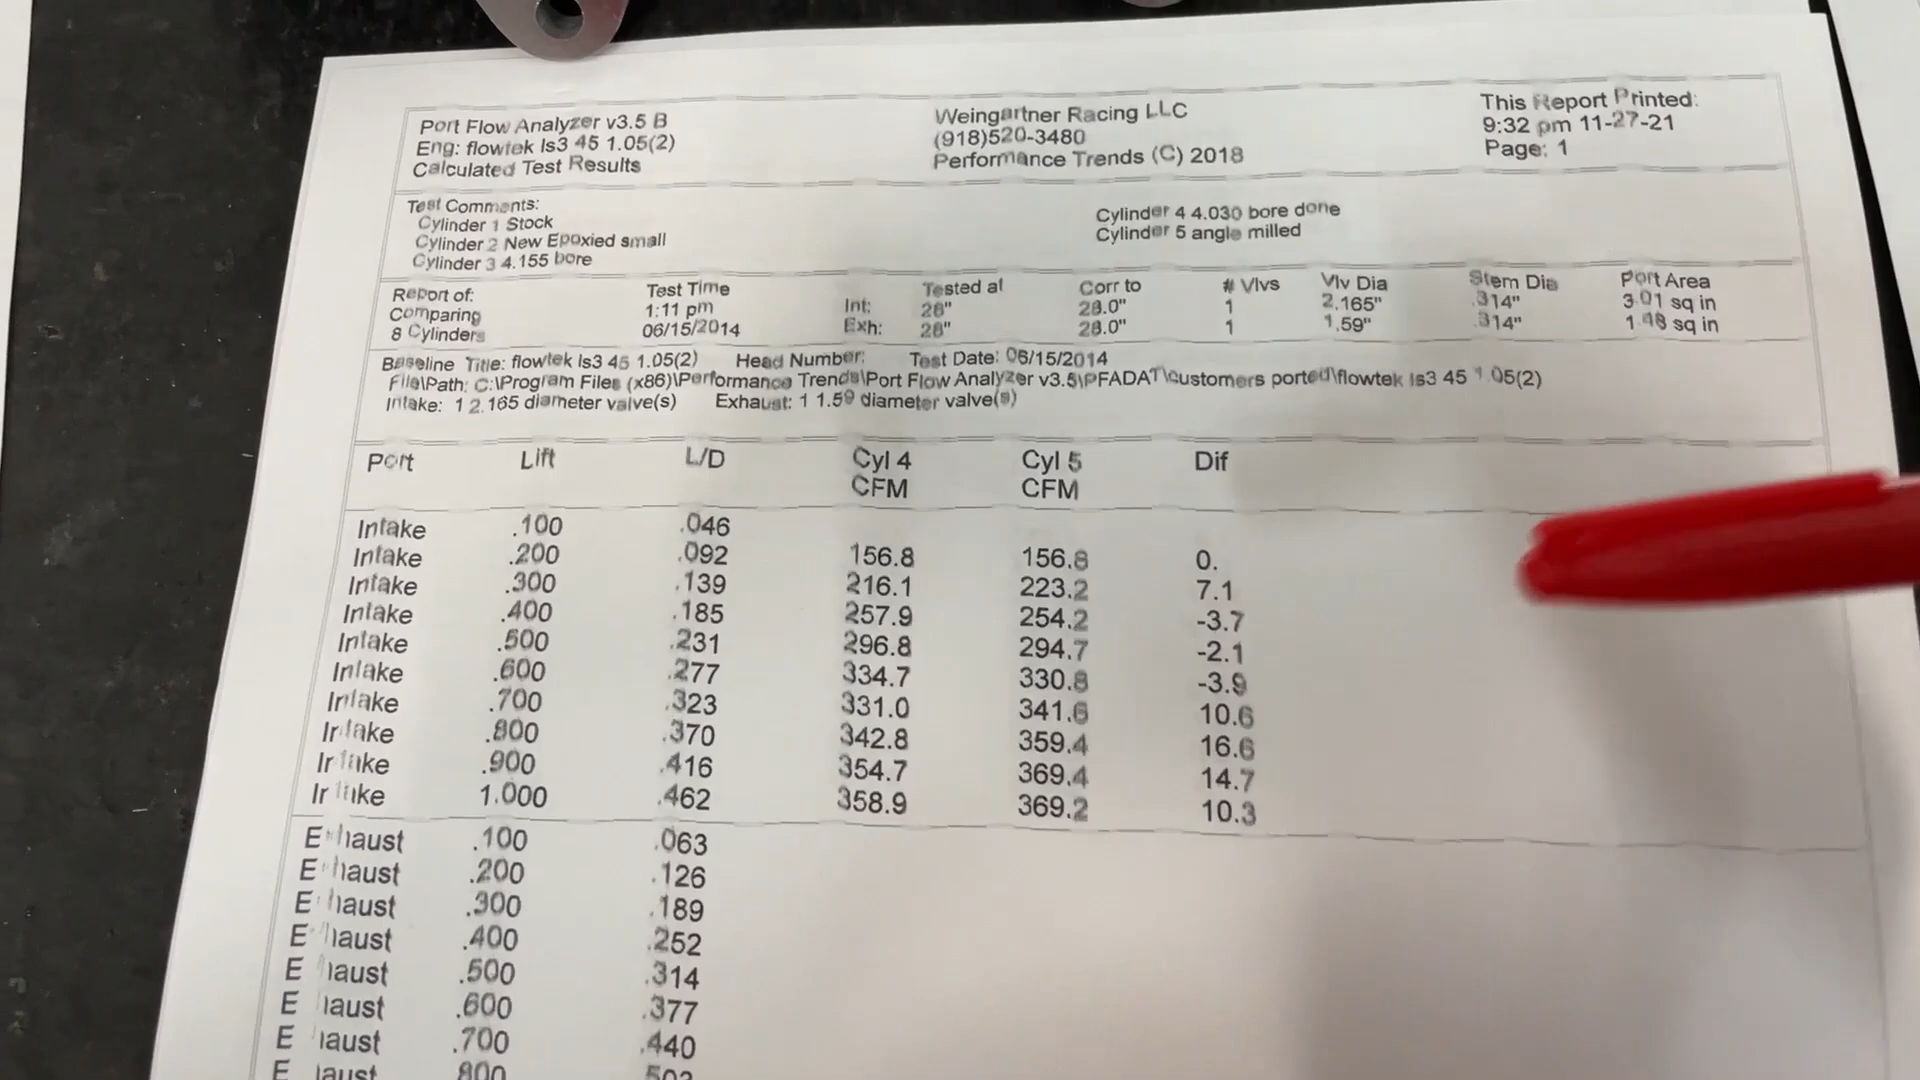 Port Flow Analyzer v3.5 B
Eng: flowtek ls3 45 1.05(2)
Calculated Test Results
Weingartner Racing LLC
(918)520-3480
Performance Trends (C) 2018
This Report Printed:
9:32 pm 11-27-21
Page: 1
Test Comments:
Cylinder 1 Stock
Cylinder 2 New Epoxied small
Cylinder 3 4.155 bore
Cylinder 4 4.030 bore done
Cylinder 5 angle milled
Report of: Test Time Tested at Corr to # Vlvs Vlv Dia Stem Dia Port Area
Comparing 1:11 pm Int: 28" 28.0" 1 2.165" .314" 3.01 sq in
8 Cylinders 06/15/2014 Exh: 28" 28.0" 1 1.59" .314" 1.48 sq in
Baseline Title: flowtek ls3 45 1.05(2) Head Number: Test Date: 06/15/2014
File\Path: C:\Program Files (x86)\Performance Trends\Port Flow Analyzer v3.5\PFADAT\customers ported\flowtek ls3 45 1.05(2)
Intake: 1 2.165 diameter valve(s) Exhaust: 1 1.59 diameter valve(s)
Port Lift L/D Cyl 4 Cyl 5 Dif
CFM CFM
Intake .100 .046
Intake .200 .092 156.8 156.8 0.
Intake .300 .139 216.1 223.2 7.1
Intake .400 .185 257.9 254.2 -3.7
Intake .500 .231 296.8 294.7 -2.1
Intake .600 .277 334.7 330.8 -3.9
Intake .700 .323 331.0 341.6 10.6
Intake .800 .370 342.8 359.4 16.6
Intake .900 .416 354.7 369.4 14.7
Intake 1.000 .462 358.9 369.2 10.3
Exhaust .100 .063
Exhaust .200 .126
Exhaust .300 .189
Exhaust .400 .252
Exhaust .500 .314
Exhaust .600 .377
Exhaust .700 .440
Exhaust .800